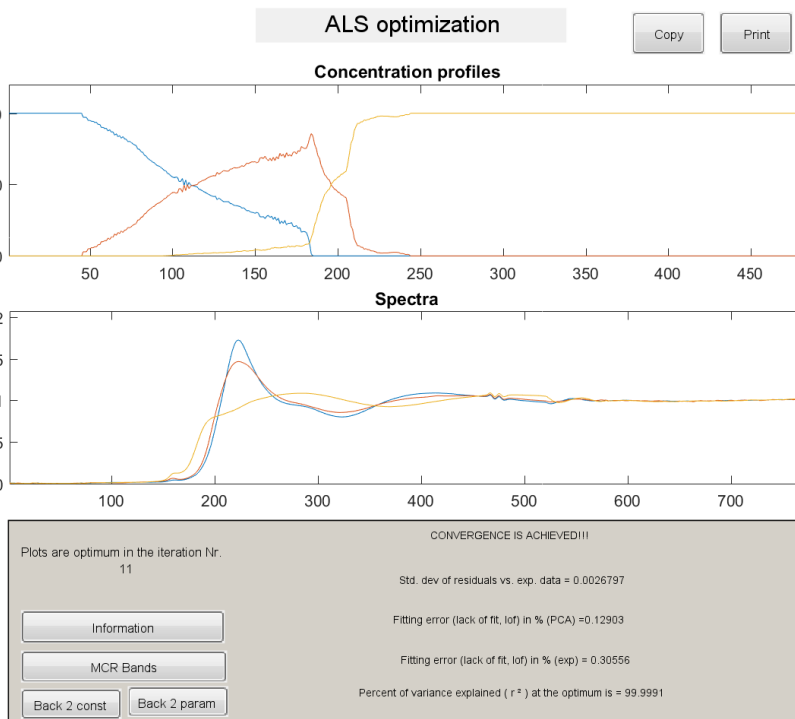 ALS optimization
Copy
Print
Concentration profiles
50 100 150 200 250 300 350 400 450
Spectra
100 200 300 400 500 600 700
Plots are optimum in the iteration Nr.
11
Information
MCR Bands
Back 2 const
Back 2 param
CONVERGENCE IS ACHIEVED!!!
Std. dev of residuals vs. exp. data = 0.0026797
Fitting error (lack of fit, lof) in % (PCA) =0.12903
Fitting error (lack of fit, lof) in % (exp) = 0.30556
Percent of variance explained ( r ² ) at the optimum is = 99.9991